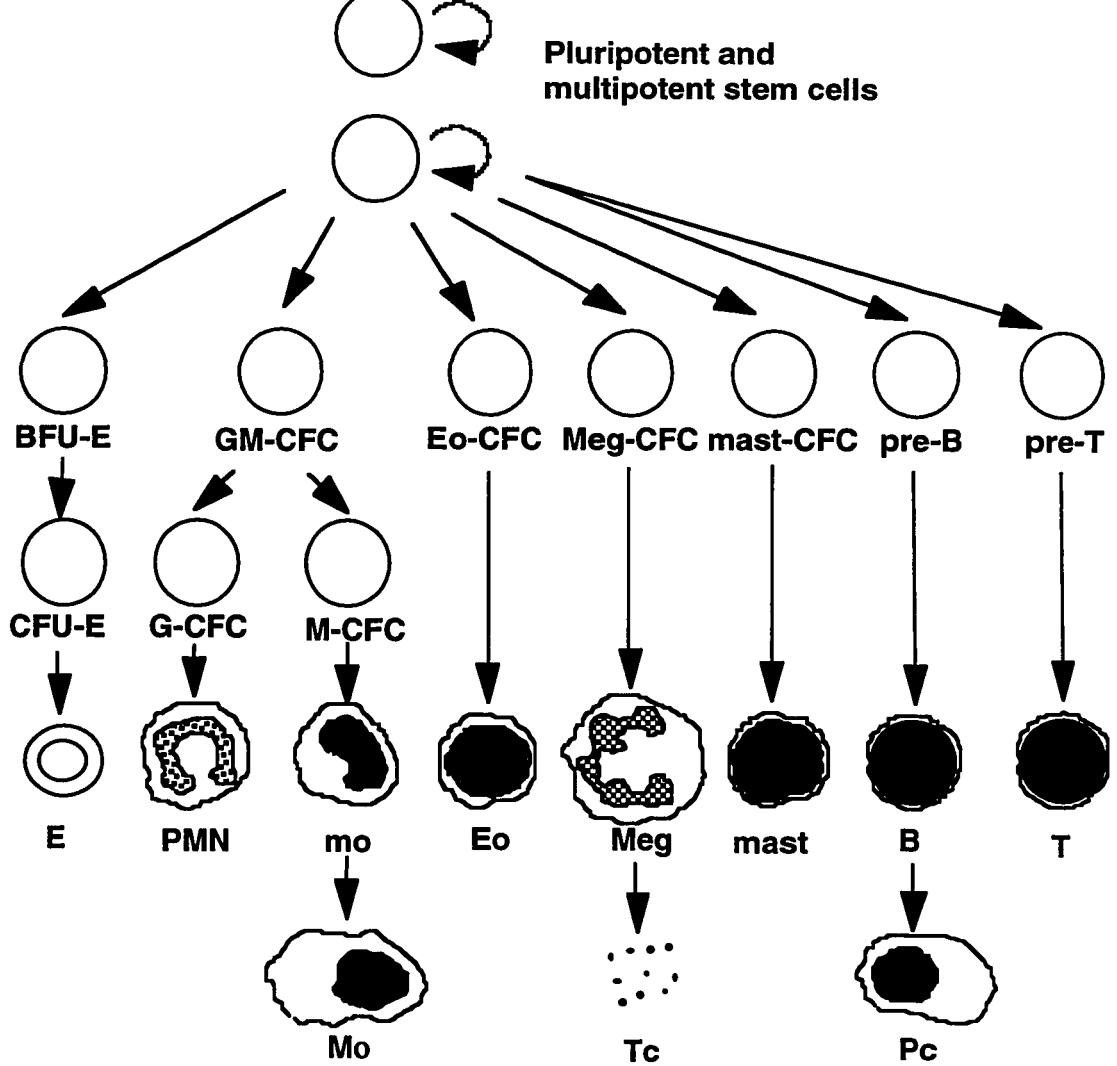 Pluripotent and
multipotent stem cells
BFU-E GM-CFC Eo-CFC Meg-CFC mast-CFC pre-B pre-T
CFU-E G-CFC M-CFC
E PMN mo Eo Meg mast B T
Mo Tc Pc